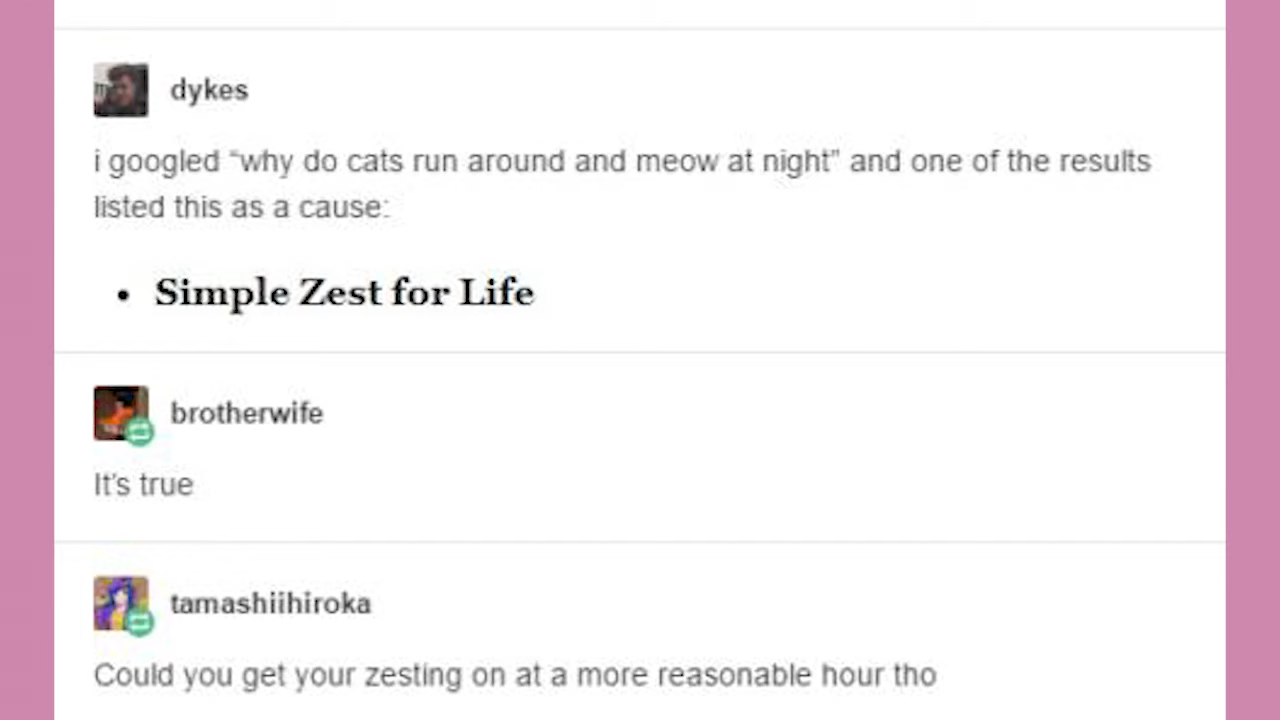 dykes
i googled “why do cats run around and meow at night” and one of the results
listed this as a cause:
• Simple Zest for Life
brotherwife
It’s true
tamashiihiroka
Could you get your zesting on at a more reasonable hour tho